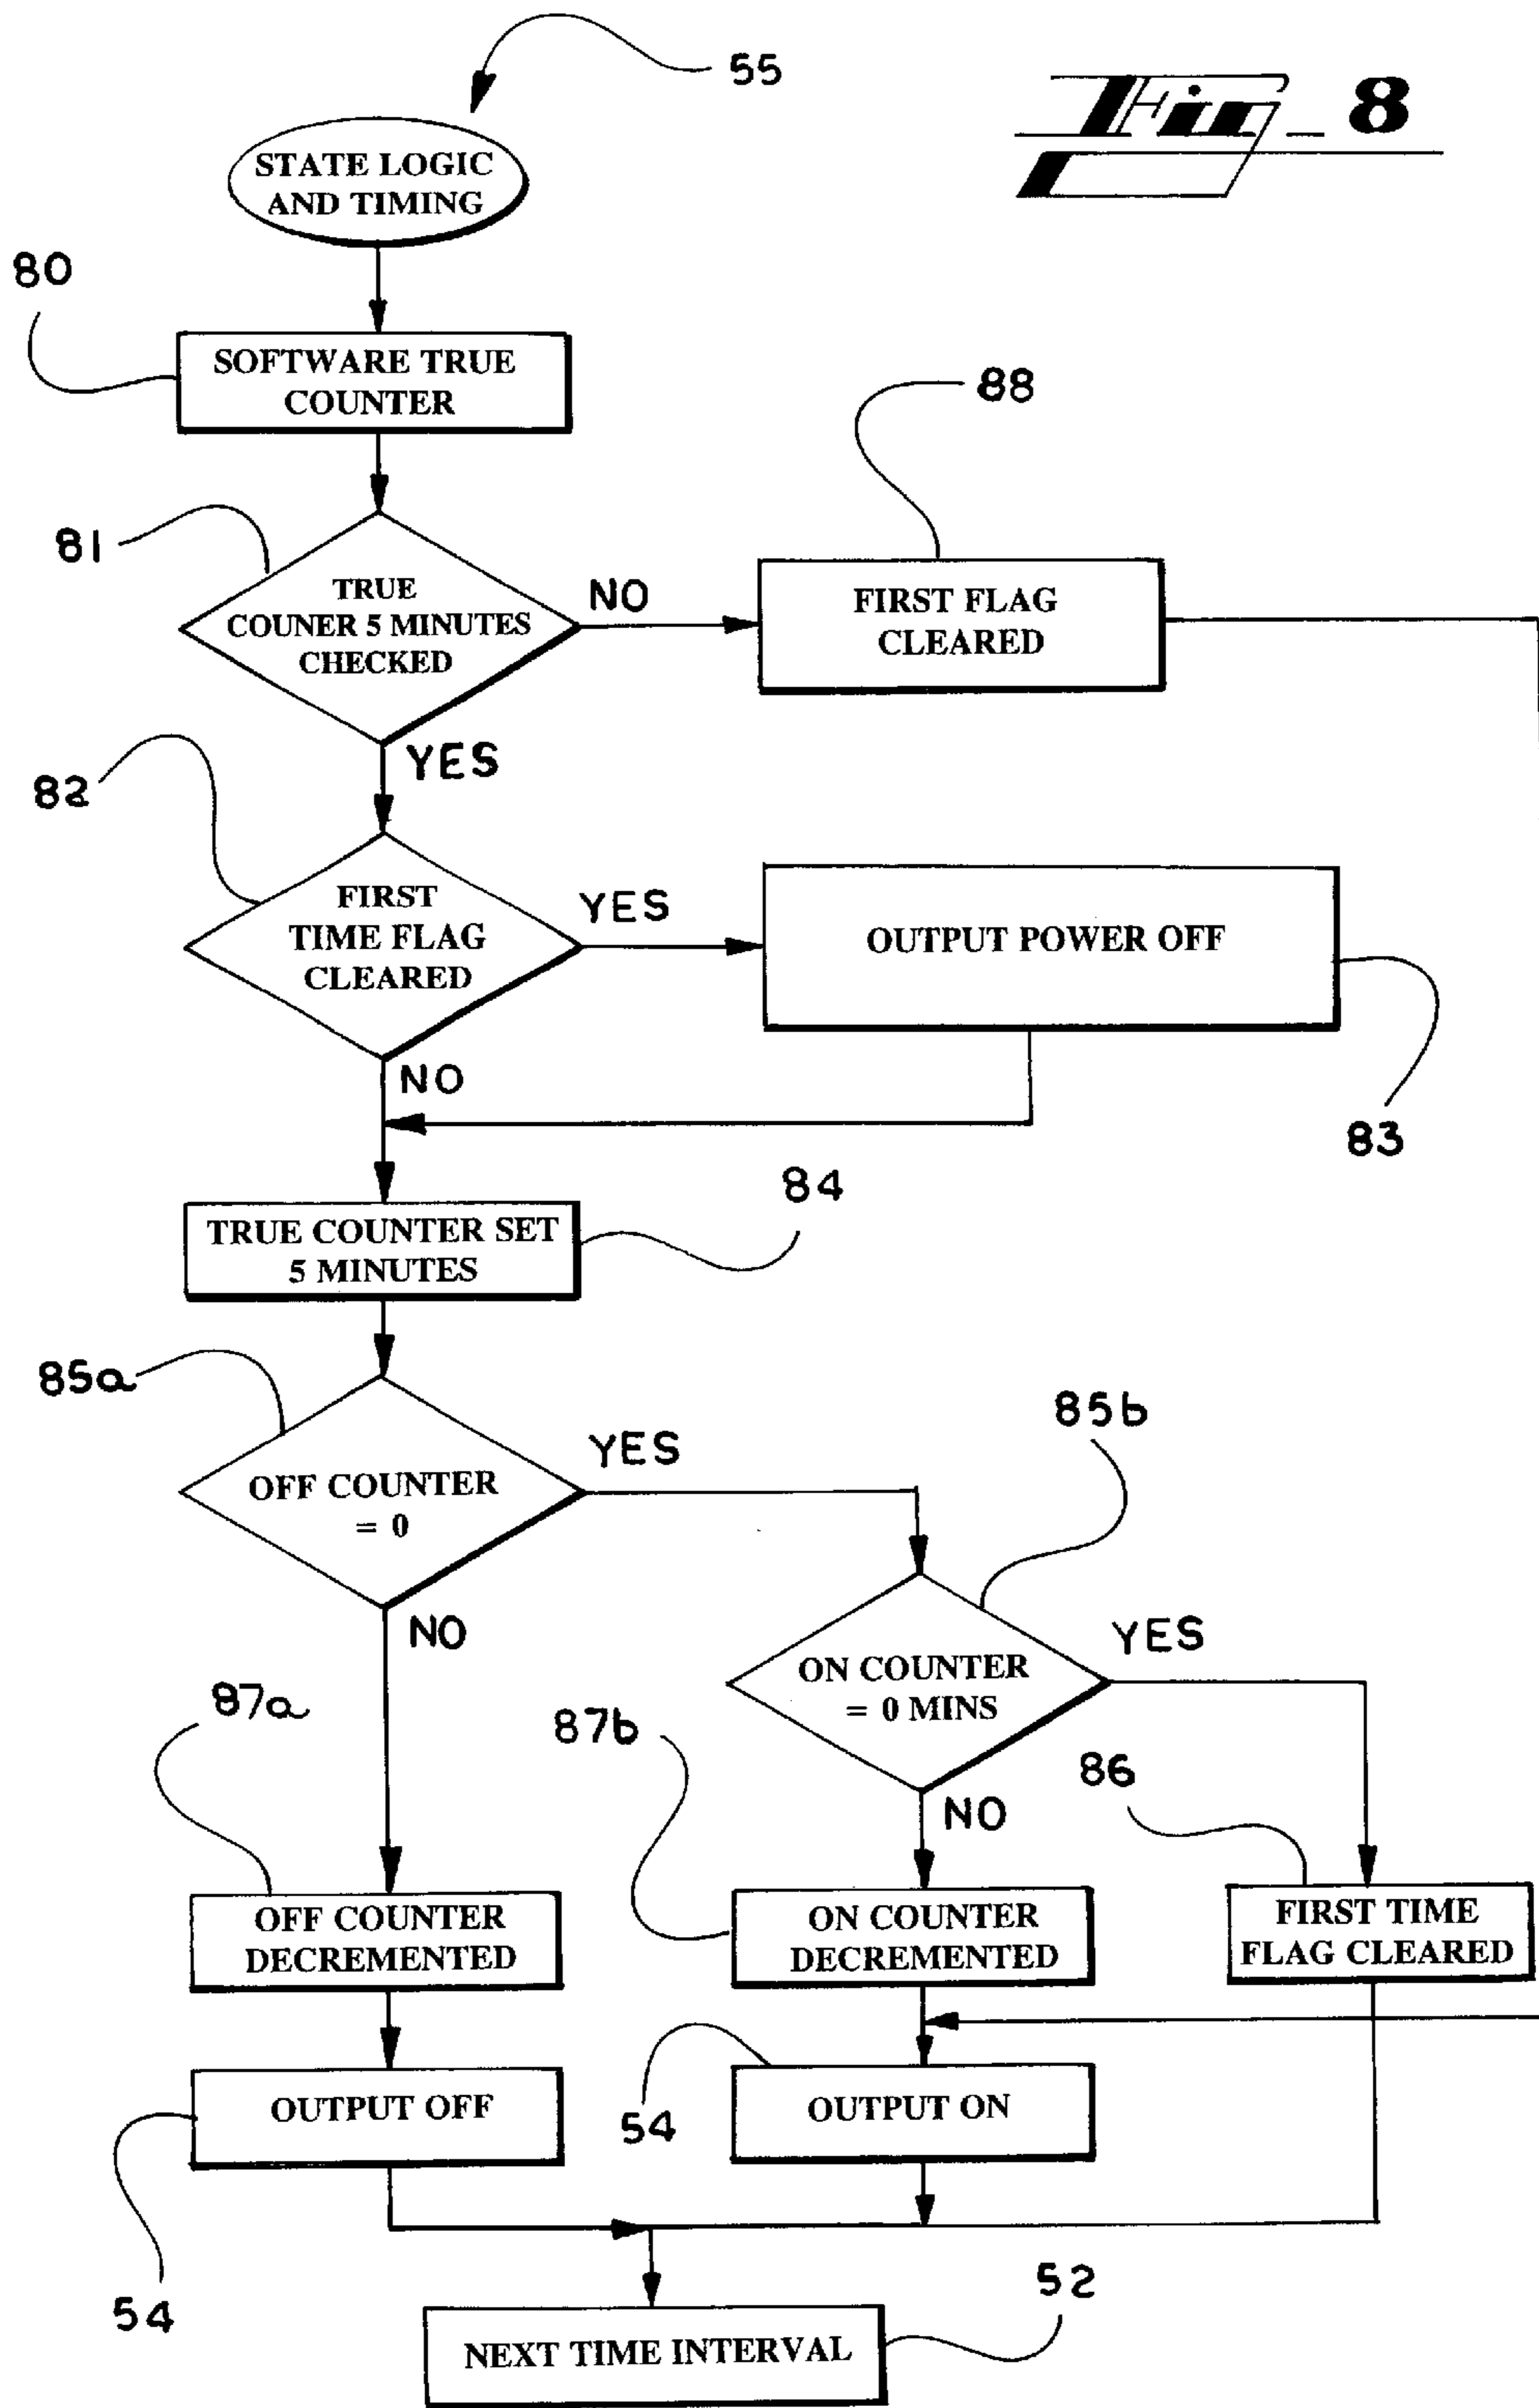 55
Fig_8
STATE LOGIC
AND TIMING
80
SOFTWARE TRUE
COUNTER
88
81
TRUE
COUNER 5 MINUTES
CHECKED
NO
FIRST FLAG
CLEARED
YES
82
FIRST
TIME FLAG
CLEARED
YES
OUTPUT POWER OFF
NO
83
84
TRUE COUNTER SET
5 MINUTES
85a
85b
OFF COUNTER
= 0
YES
NO
ON COUNTER
= 0 MINS
YES
87a
87b
86
NO
OFF COUNTER
DECREMENTED
ON COUNTER
DECREMENTED
FIRST TIME
FLAG CLEARED
OUTPUT OFF
54
OUTPUT ON
54
52
NEXT TIME INTERVAL